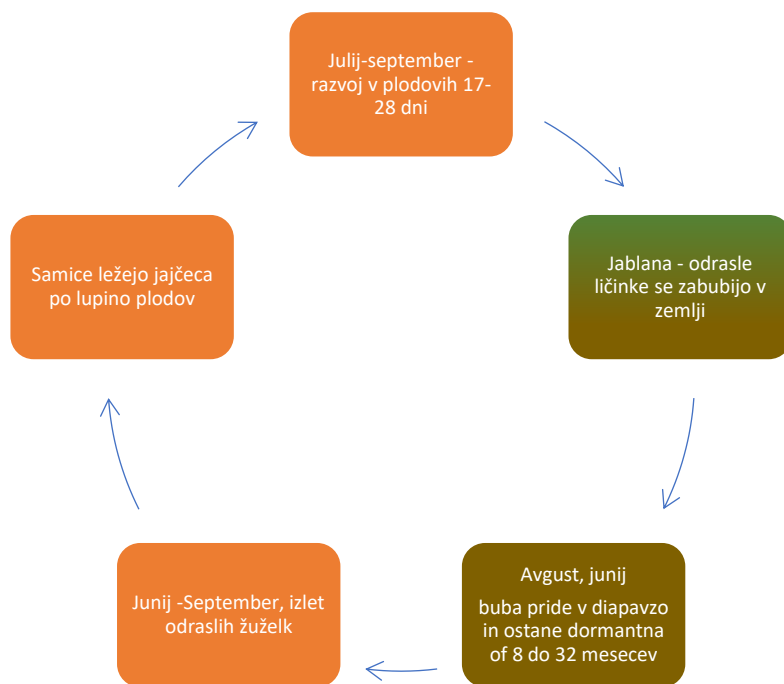 Julij-september -
razvoj v plodovih 17-
28 dni
Jablana - odrasle
ličinke se zabubijo v
zemlji
Avgust, junij
buba pride v diapavzo
in ostane dormantna
of 8 do 32 mesecev
Junij -September, izlet
odraslih žuželk
Samice ležejo jajčeca
po lupino plodov